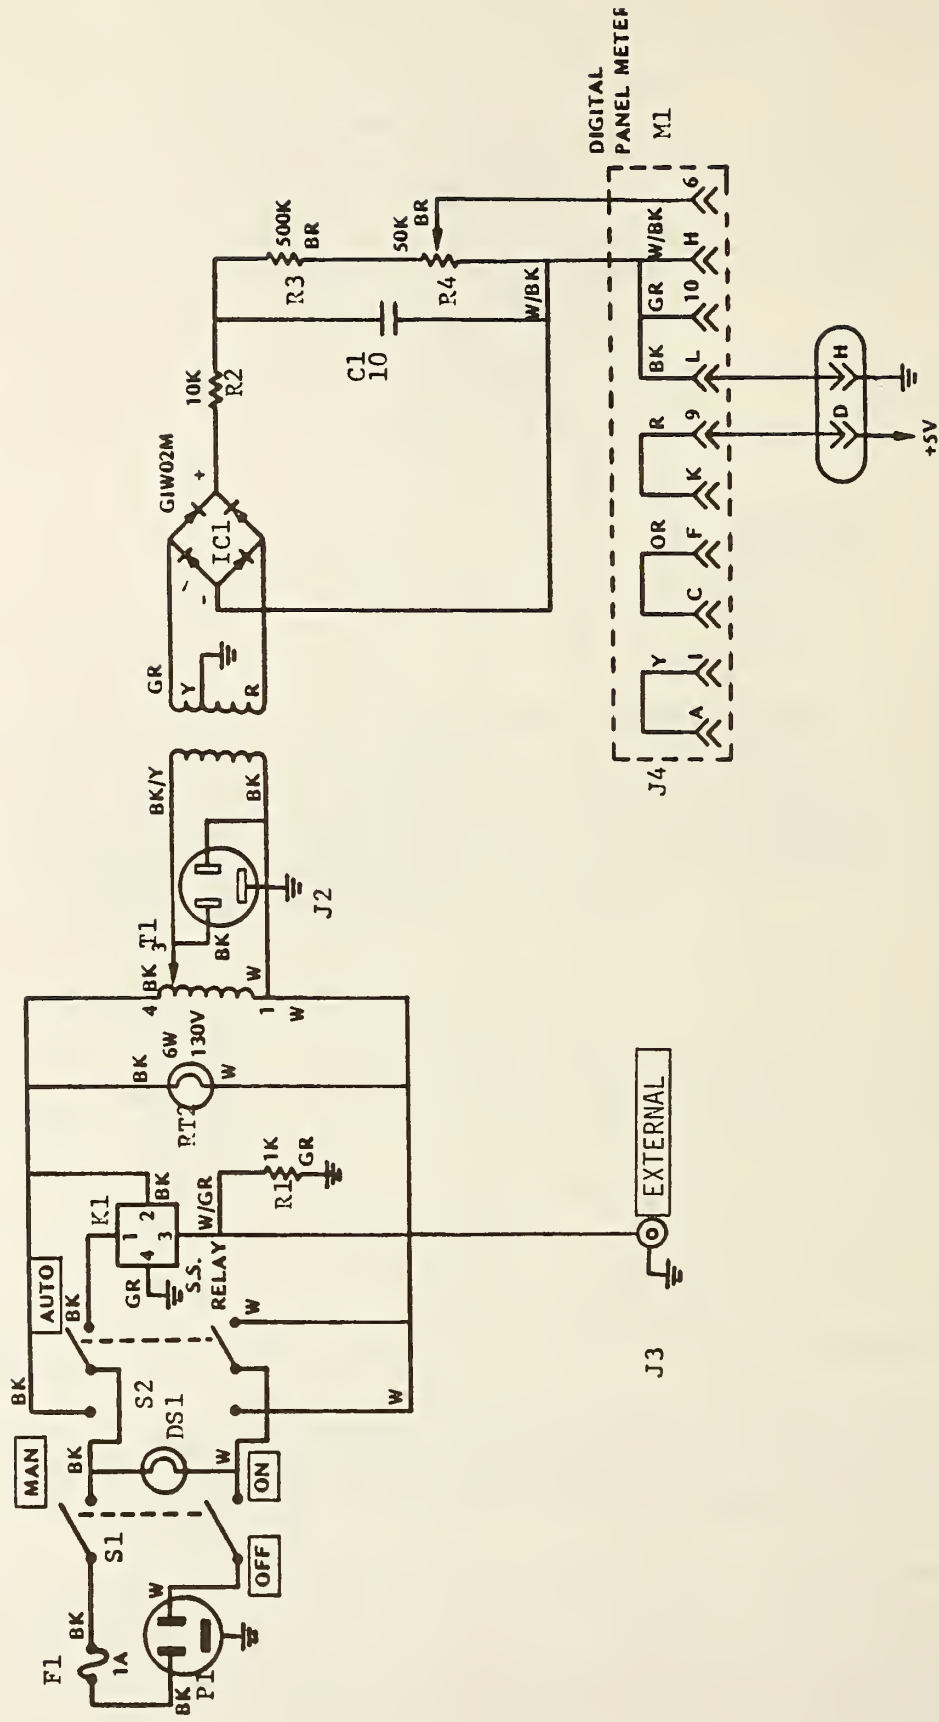 F1
1A
BK
BK
P1
W
OFF
ON
S1
MAN
BK
W
DS1
BK
S2
W
AUTO
BK
W
K1
1
2
3
4
GR
S.S.
RELAY
BK
W/GR
1K
R1
GR
J3
EXTERNAL
RT2
6W
130V
BK
W
4
BK
3
T1
1
W
W
BK
J2
BK/Y
BK
GR
Y
R
GIW02M
IC1
-
+
10K
R2
C1
10
500K
R3
BR
50K
R4
BR
W/BK
DIGITAL
PANEL METER
M1
J4
Y
A
1
OR
C
F
R
K
9
BK
L
GR
10
W/BK
H
6
D
H
+5V